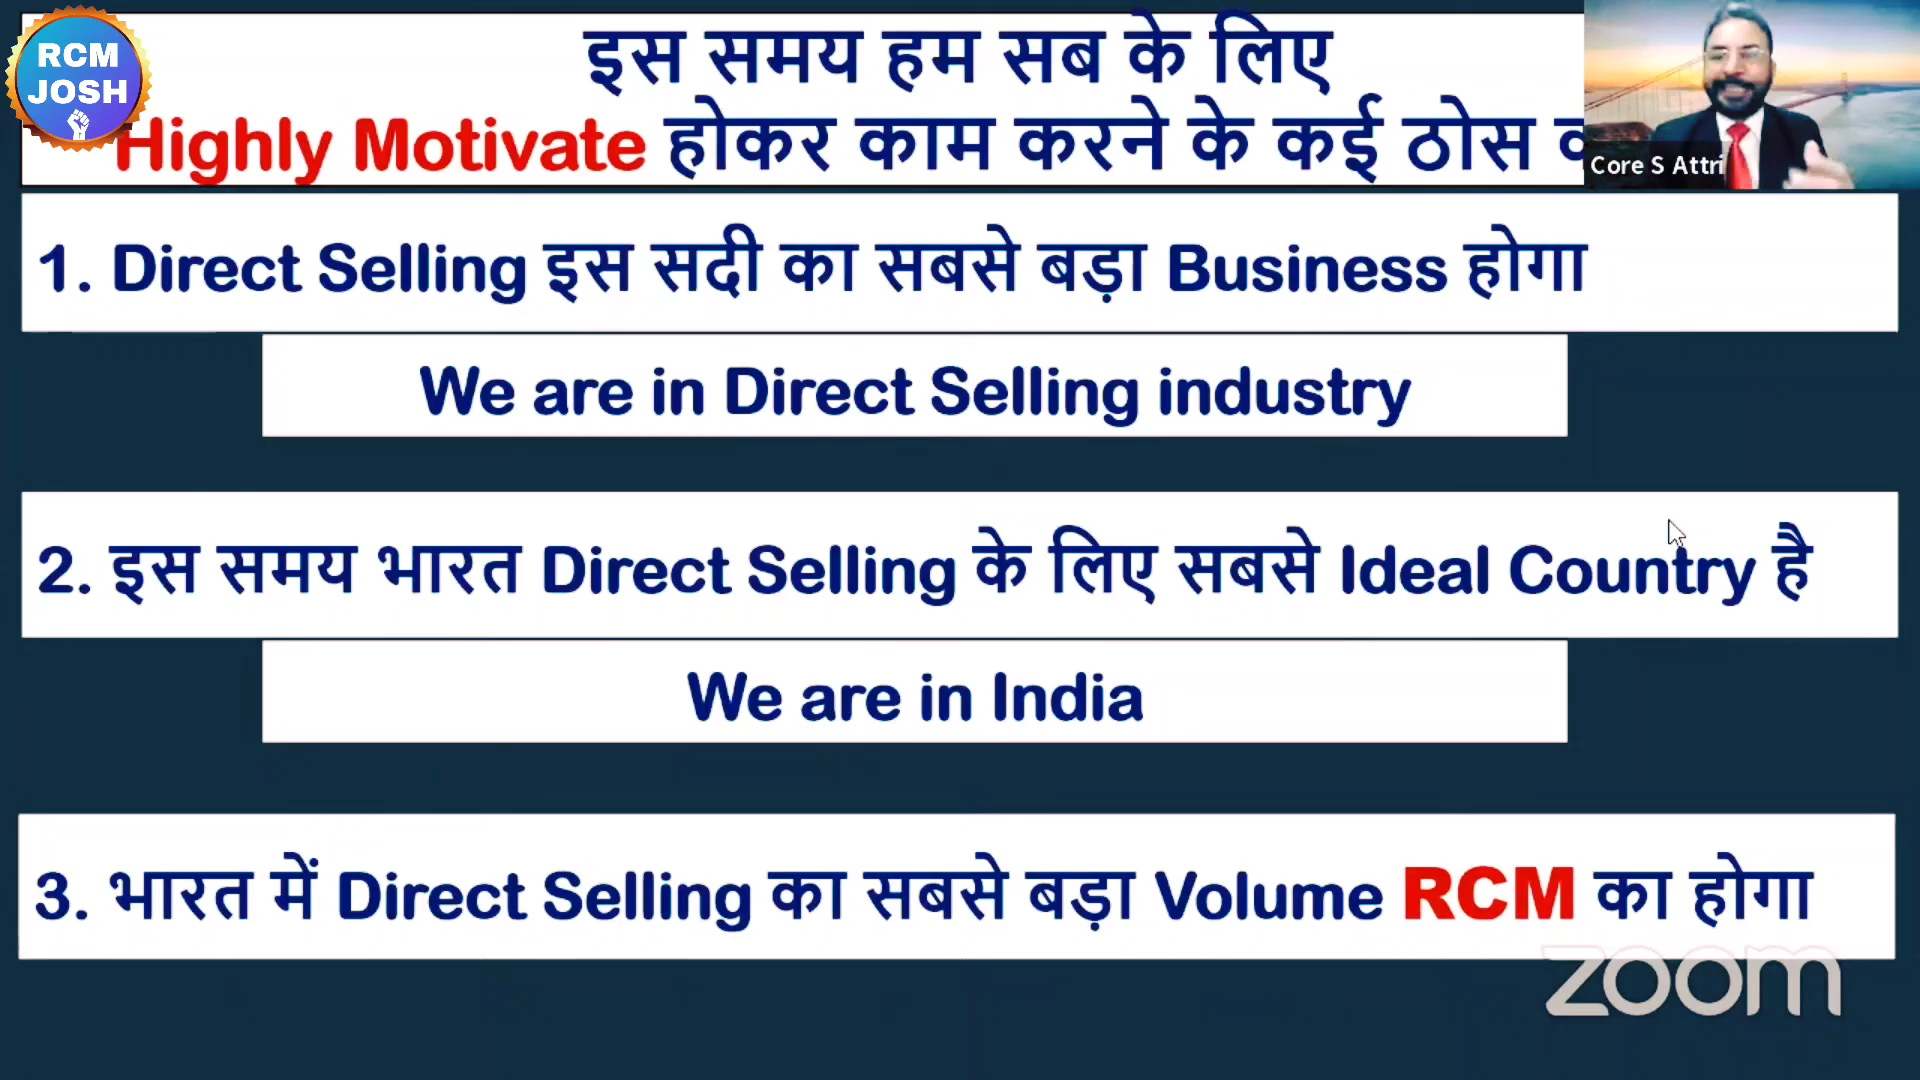 RCM
JOSH
इस समय हम सब के लिए
Highly Motivate होकर काम करने के कई ठोस
Core S Attri
1. Direct Selling इस सदी का सबसे बड़ा Business होगा
We are in Direct Selling industry
2. इस समय भारत Direct Selling के लिए सबसे Ideal Country है
We are in India
3. भारत में Direct Selling का सबसे बड़ा Volume RCM का होगा
zoom